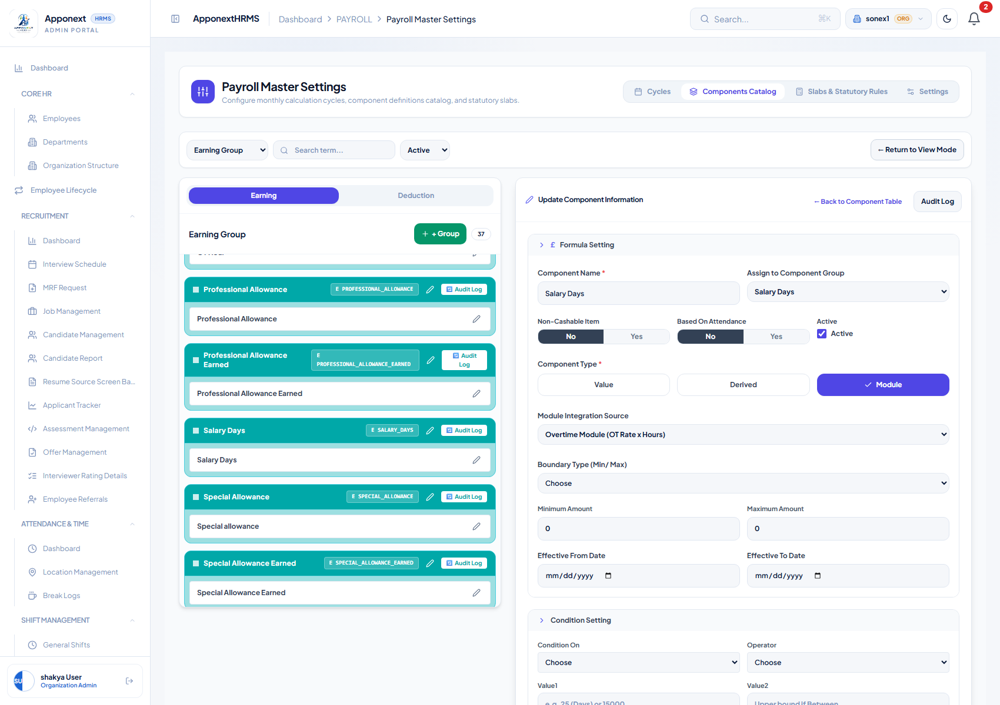 Apponext HRMS
ADMIN PORTAL
Dashboard
CORE HR
Employees
Departments
Organization Structure
Employee Lifecycle
RECRUITMENT
Dashboard
Interview Schedule
MRF Request
Job Management
Candidate Management
Candidate Report
Resume Source Screen Ba...
Applicant Tracker
Assessment Management
Offer Management
Interviewer Rating Details
Employee Referrals
ATTENDANCE & TIME
Dashboard
Location Management
Break Logs
SHIFT MANAGEMENT
General Shifts
SU
shakya User
Organization Admin
ApponextHRMS
Dashboard > PAYROLL > Payroll Master Settings
Search...
⌘K
sonex1 ORG
2
Payroll Master Settings
Configure monthly calculation cycles, component definitions catalog, and statutory slabs.
Cycles
Components Catalog
Slabs & Statutory Rules
Settings
Earning Group
Search term...
Active
← Return to View Mode
Earning
Deduction
Earning Group
+ + Group
37
Professional Allowance
E PROFESSIONAL_ALLOWANCE
Audit Log
Professional Allowance
Professional Allowance Earned
E PROFESSIONAL_ALLOWANCE_EARNED
Audit Log
Professional Allowance Earned
Salary Days
E SALARY_DAYS
Audit Log
Salary Days
Special Allowance
E SPECIAL_ALLOWANCE
Audit Log
Special allowance
Special Allowance Earned
E SPECIAL_ALLOWANCE_EARNED
Audit Log
Special Allowance Earned
Update Component Information
← Back to Component Table
Audit Log
£ Formula Setting
Component Name *
Assign to Component Group
Salary Days
Salary Days
Non-Cashable Item
Based On Attendance
Active
No
Yes
No
Yes
Active
Component Type *
Value
Derived
Module
Module Integration Source
Overtime Module (OT Rate x Hours)
Boundary Type (Min/ Max)
Choose
Minimum Amount
Maximum Amount
0
0
Effective From Date
Effective To Date
mm/dd/yyyy
mm/dd/yyyy
Condition Setting
Condition On
Operator
Choose
Choose
Value1
Value2
e.g. 25 (Days) or 15000
Upper bound if Between